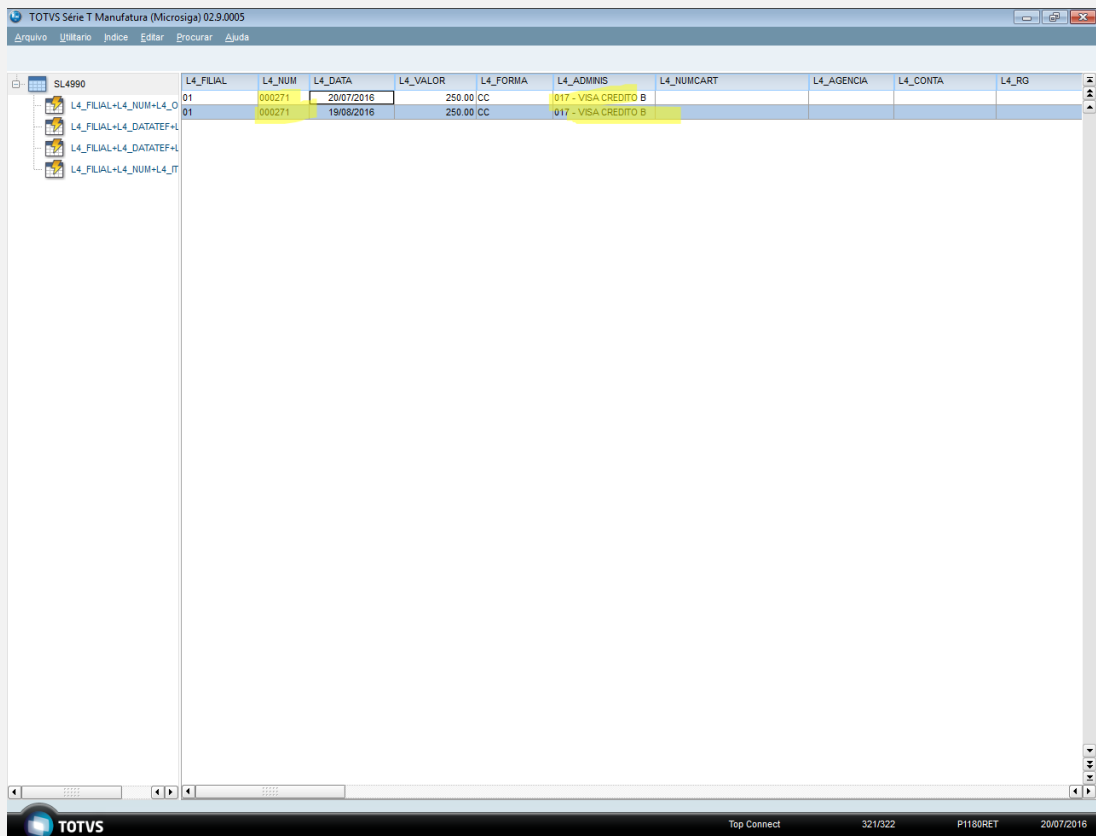 TOTVS Série T Manufatura (Microsiga) 02.9.0005
Arquivo Utilitario Indice Editar Procurar Ajuda
SL4990
L4_FILIAL+L4_NUM+L4_O
L4_FILIAL+L4_DATATEF+L
L4_FILIAL+L4_DATATEF+L
L4_FILIAL+L4_NUM+L4_IT
L4_FILIAL L4_NUM L4_DATA L4_VALOR L4_FORMA L4_ADMINIS L4_NUMCART L4_AGENCIA L4_CONTA L4_RG
01 000271 20/07/2016 250.00 CC 017 - VISA CREDITO B
01 000271 19/08/2016 250.00 CC 017 - VISA CREDITO B
TOTVS Top Connect 321/322 P1180RET 20/07/2016